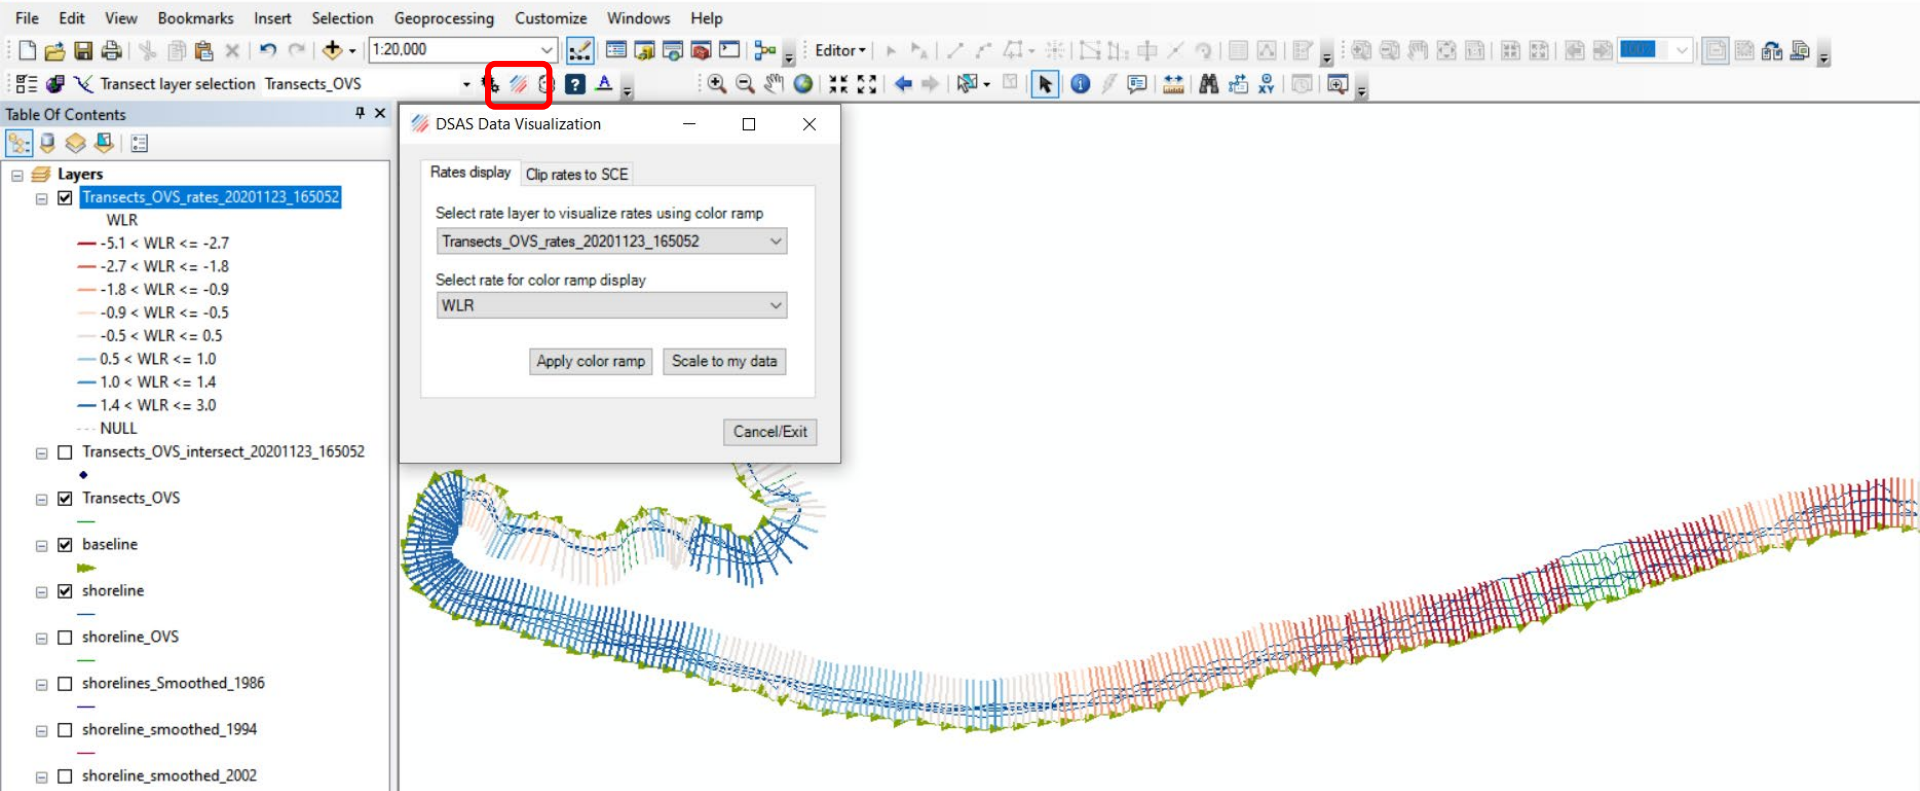 File Edit View Bookmarks Insert Selection Geoprocessing Customize Windows Help
1:20,000 Editor 100%
Transect layer selection Transects_OVS
Table Of Contents
Layers
Transects_OVS_rates_20201123_165052
WLR
-5.1 < WLR <= -2.7
-2.7 < WLR <= -1.8
-1.8 < WLR <= -0.9
-0.9 < WLR <= -0.5
-0.5 < WLR <= 0.5
0.5 < WLR <= 1.0
1.0 < WLR <= 1.4
1.4 < WLR <= 3.0
NULL
Transects_OVS_intersect_20201123_165052
Transects_OVS
baseline
shoreline
shoreline_OVS
shorelines_Smoothed_1986
shoreline_smoothed_1994
shoreline_smoothed_2002
DSAS Data Visualization
Rates display Clip rates to SCE
Select rate layer to visualize rates using color ramp
Transects_OVS_rates_20201123_165052
Select rate for color ramp display
WLR
Apply color ramp Scale to my data
Cancel/Exit